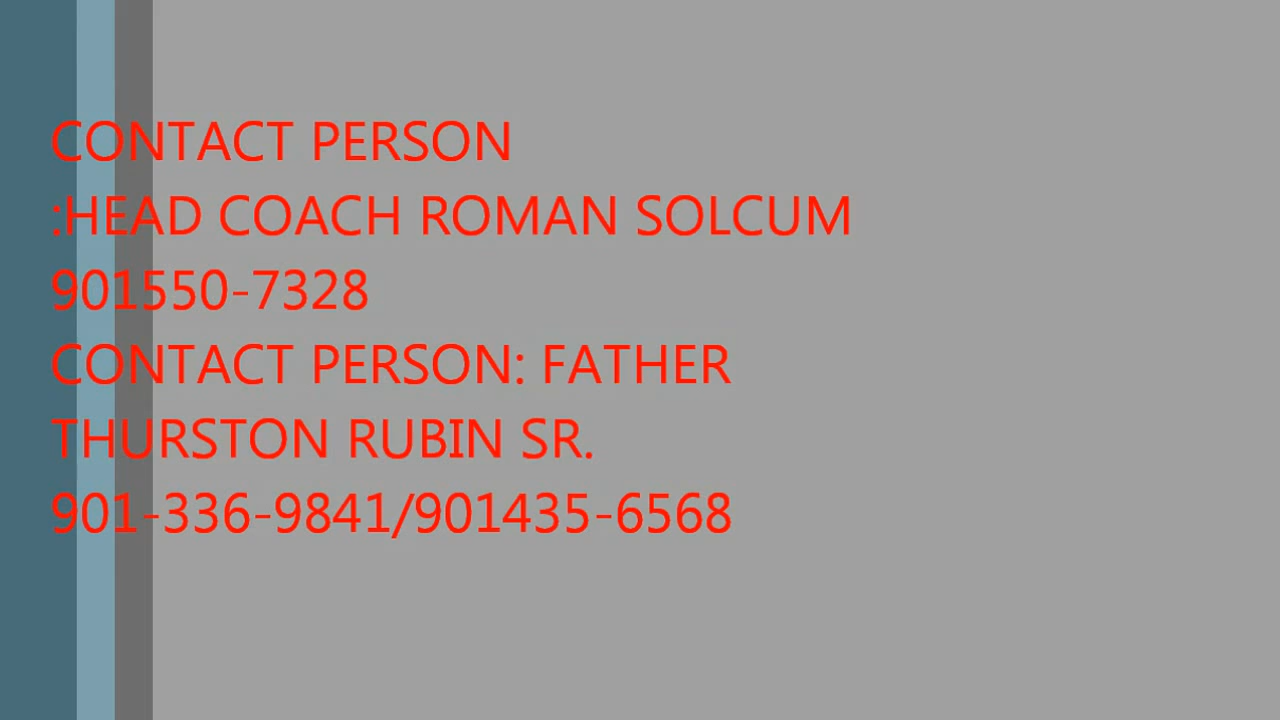 CONTACT PERSON
:HEAD COACH ROMAN SOLCUM
901550-7328
CONTACT PERSON: FATHER
THURSTON RUBIN SR.
901-336-9841/901435-6568